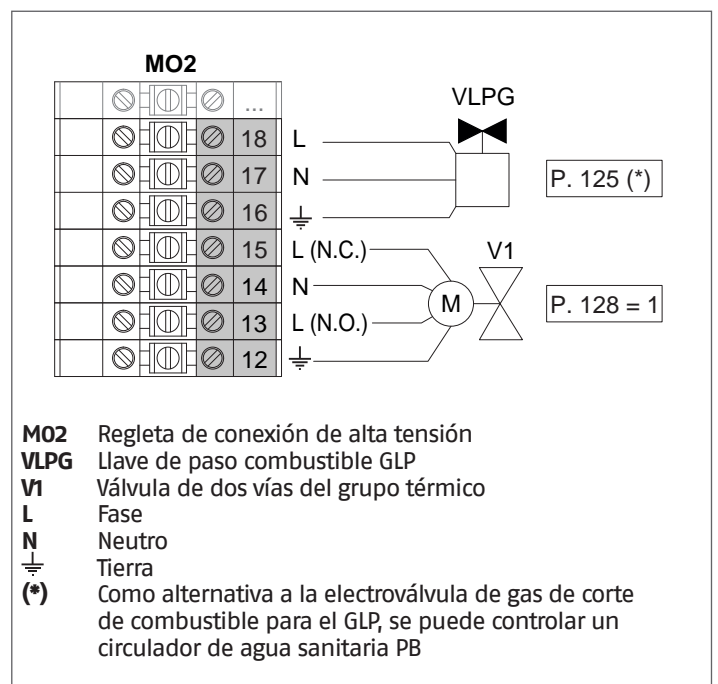 MO2
...
VLPG
18 L
17 N
16
P. 125 (*)
15 L (N.C.)
V1
14 N
M
P. 128 = 1
13 L (N.O.)
12
M02 Regleta de conexión de alta tensión
VLPG Llave de paso combustible GLP
V1 Válvula de dos vías del grupo térmico
L Fase
N Neutro
⏚ Tierra
(*) Como alternativa a la electroválvula de gas de corte
de combustible para el GLP, se puede controlar un
circulador de agua sanitaria PB